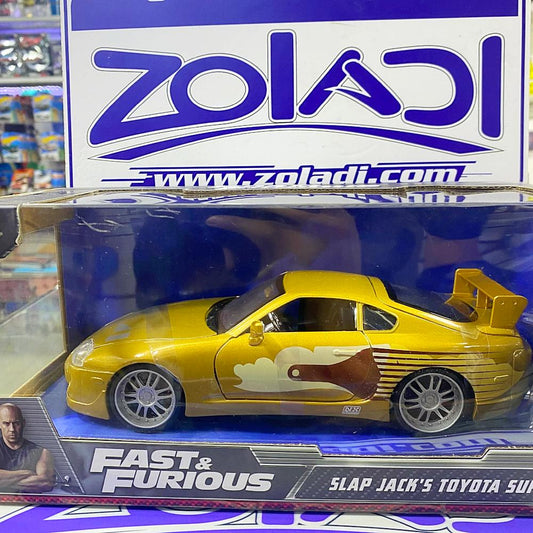 ZOLADI
www.zoladi.com
FAST & FURIOUS
SLAP JACK'S TOYOTA SU